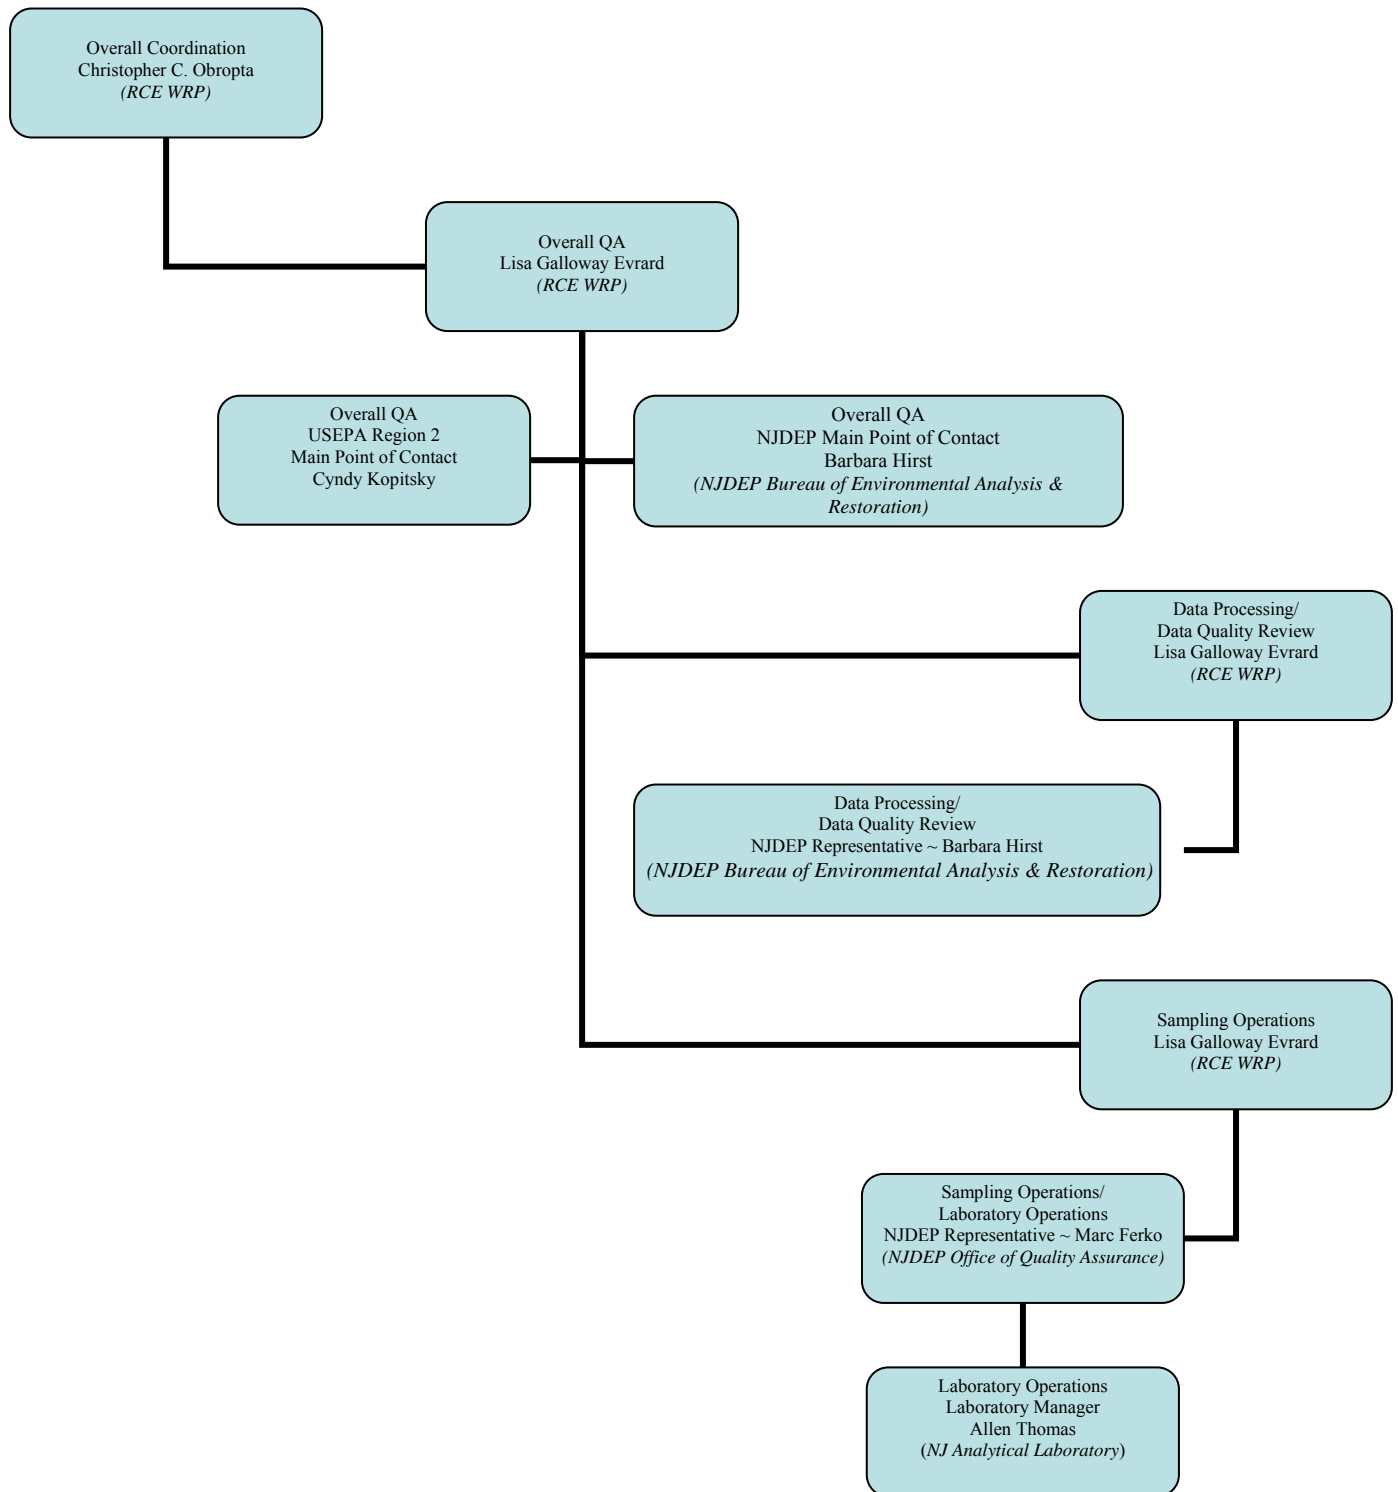 Overall Coordination
Christopher C. Obropta
(RCE WRP)
Overall QA
Lisa Galloway Evrard
(RCE WRP)
Overall QA
USEPA Region 2
Main Point of Contact
Cyndy Kopitsky
Overall QA
NJDEP Main Point of Contact
Barbara Hirst
(NJDEP Bureau of Environmental Analysis &
Restoration)
Data Processing/
Data Quality Review
Lisa Galloway Evrard
(RCE WRP)
Data Processing/
Data Quality Review
NJDEP Representative ~ Barbara Hirst
(NJDEP Bureau of Environmental Analysis & Restoration)
Sampling Operations
Lisa Galloway Evrard
(RCE WRP)
Sampling Operations/
Laboratory Operations
NJDEP Representative ~ Marc Ferko
(NJDEP Office of Quality Assurance)
Laboratory Operations
Laboratory Manager
Allen Thomas
(NJ Analytical Laboratory)